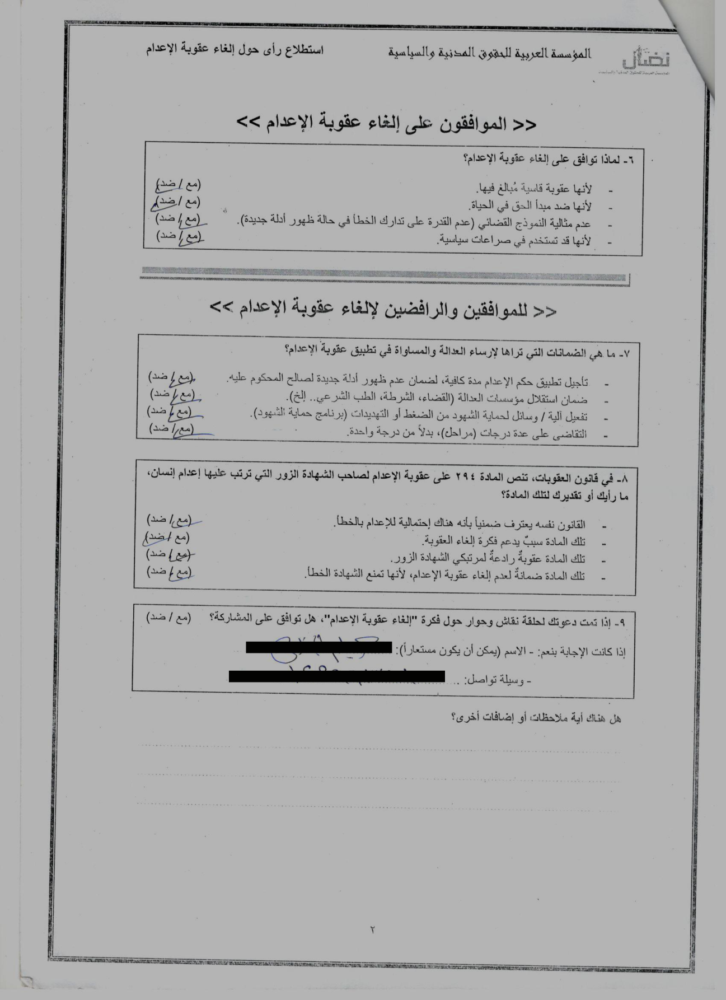 نضال
المؤسسة العربية للحقوق المدنية والسياسية
المؤسسة العربية للحقوق المدنية والسياسية
استطلاع رأى حول إلغاء عقوبة الإعدام
<< الموافقون على إلغاء عقوبة الإعدام >>
٦- لماذا توافق على إلغاء عقوبة الإعدام؟
- لأنها عقوبة قاسية مُبالغ فيها. (مع / ضد)
- لأنها ضد مبدأ الحق في الحياة. (مع / ضد)
- عدم مثالية النموذج القضائي (عدم القدرة على تدارك الخطأ في حالة ظهور أدلة جديدة). (مع / ضد)
- لأنها قد تستخدم في صراعات سياسية. (مع / ضد)
<< للموافقين والرافضين لإلغاء عقوبة الإعدام >>
٧- ما هي الضمانات التي تراها لإرساء العدالة والمساواة في تطبيق عقوبة الإعدام؟
- تأجيل تطبيق حكم الإعدام مدة كافية، لضمان عدم ظهور أدلة جديدة لصالح المحكوم عليه. (مع / ضد)
- ضمان استقلال مؤسسات العدالة (القضاء، الشرطة، الطب الشرعي.. إلخ). (مع / ضد)
- تفعيل آلية / وسائل لحماية الشهود من الضغط أو التهديدات (برنامج حماية الشهود). (مع / ضد)
- التقاضى على عدة درجات (مراحل)، بدلاً من درجة واحدة. (مع / ضد)
٨- في قانون العقوبات، تنص المادة ٢٩٤ على عقوبة الإعدام لصاحب الشهادة الزور التي ترتب عليها إعدام إنسان،
ما رأيك أو تقديرك لتلك المادة؟
- القانون نفسه يعترف ضمنياً بأنه هناك إحتمالية للإعدام بالخطأ. (مع / ضد)
- تلك المادة سببٌ يدعم فكرة إلغاء العقوبة. (مع / ضد)
- تلك المادة عقوبةٌ رادعةٌ لمرتبكي الشهادة الزور. (مع / ضد)
- تلك المادة ضمانةٌ لعدم إلغاء عقوبة الإعدام، لأنها تمنع الشهادة الخطأ. (مع / ضد)
٩- إذا تمت دعوتك لحلقة نقاش وحوار حول فكرة "إلغاء عقوبة الإعدام"، هل توافق على المشاركة؟ (مع / ضد)
إذا كانت الإجابة بنعم: - الاسم (يمكن أن يكون مستعاراً):
- وسيلة تواصل:
هل هناك أية ملاحظات أو إضافات أخرى؟
٢